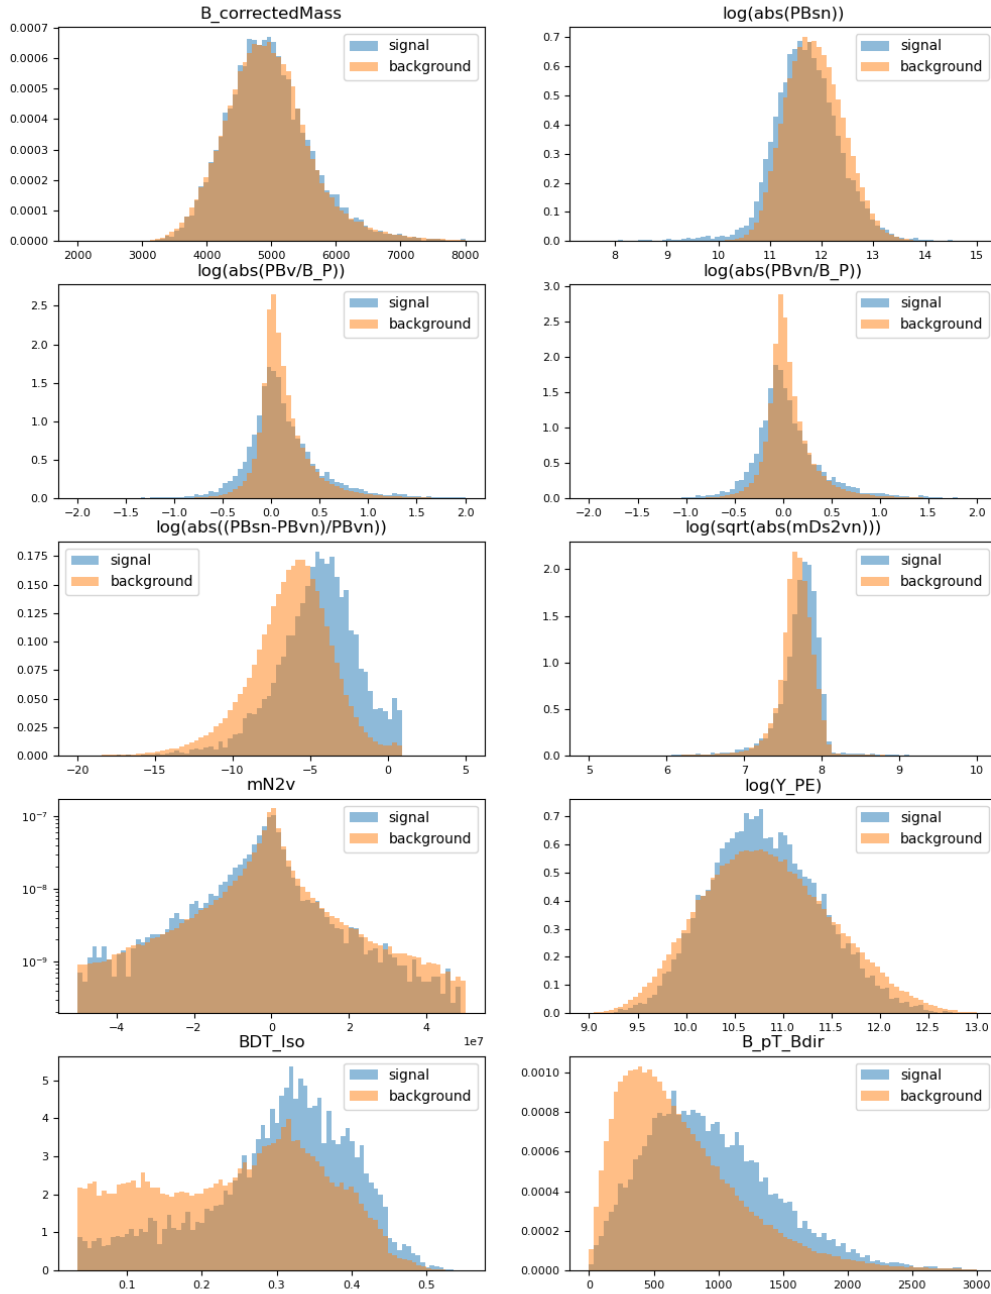 B_correctedMass
0.0007
0.0006
0.0005
0.0004
0.0003
0.0002
0.0001
0.0000
2000 3000 4000 5000 6000 7000 8000
signal
background
log(abs(PBsn))
0.7
0.6
0.5
0.4
0.3
0.2
0.1
0.0
8 9 10 11 12 13 14 15
signal
background
log(abs(PBv/B_P))
2.5
2.0
1.5
1.0
0.5
0.0
−2.0 −1.5 −1.0 −0.5 0.0 0.5 1.0 1.5 2.0
signal
background
log(abs(PBvn/B_P))
3.0
2.5
2.0
1.5
1.0
0.5
0.0
−2.0 −1.5 −1.0 −0.5 0.0 0.5 1.0 1.5 2.0
signal
background
log(abs((PBsn-PBvn)/PBvn))
0.175
0.150
0.125
0.100
0.075
0.050
0.025
0.000
−20 −15 −10 −5 0 5
signal
background
log(sqrt(abs(mDs2vn)))
2.0
1.5
1.0
0.5
0.0
5 6 7 8 9 10
signal
background
mN2v
10−7
10−8
10−9
−4 −2 0 2 4
1e7
signal
background
log(Y_PE)
0.7
0.6
0.5
0.4
0.3
0.2
0.1
0.0
9.0 9.5 10.0 10.5 11.0 11.5 12.0 12.5 13.0
signal
background
BDT_Iso
5
4
3
2
1
0
0.1 0.2 0.3 0.4 0.5
signal
background
B_pT_Bdir
0.0010
0.0008
0.0006
0.0004
0.0002
0.0000
0 500 1000 1500 2000 2500 3000
signal
background